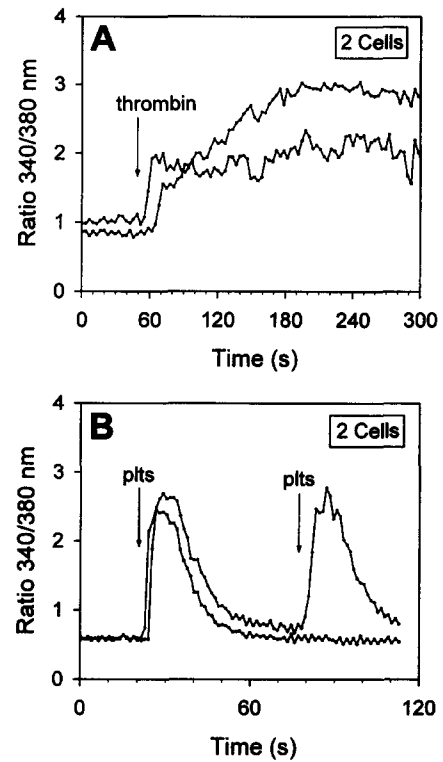 A
2 Cells
thrombin
Ratio 340/380 nm
4
3
2
1
0
0 60 120 180 240 300
Time (s)
B
2 Cells
plts
plts
Ratio 340/380 nm
4
3
2
1
0
0 60 120
Time (s)